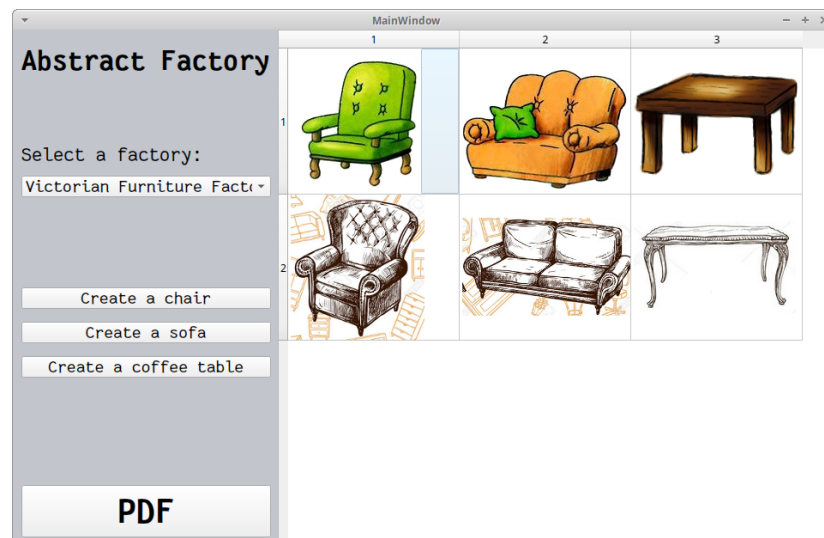 MainWindow
Abstract Factory
Select a factory:
Victorian Furniture Fact
Create a chair
Create a sofa
Create a coffee table
PDF
1 2 3
1
2